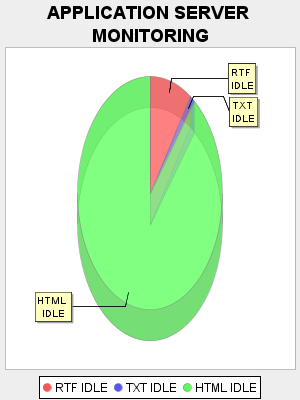 APPLICATION SERVER
MONITORING
RTF
IDLE
TXT
IDLE
HTML
IDLE
RTF IDLE TXT IDLE HTML IDLE